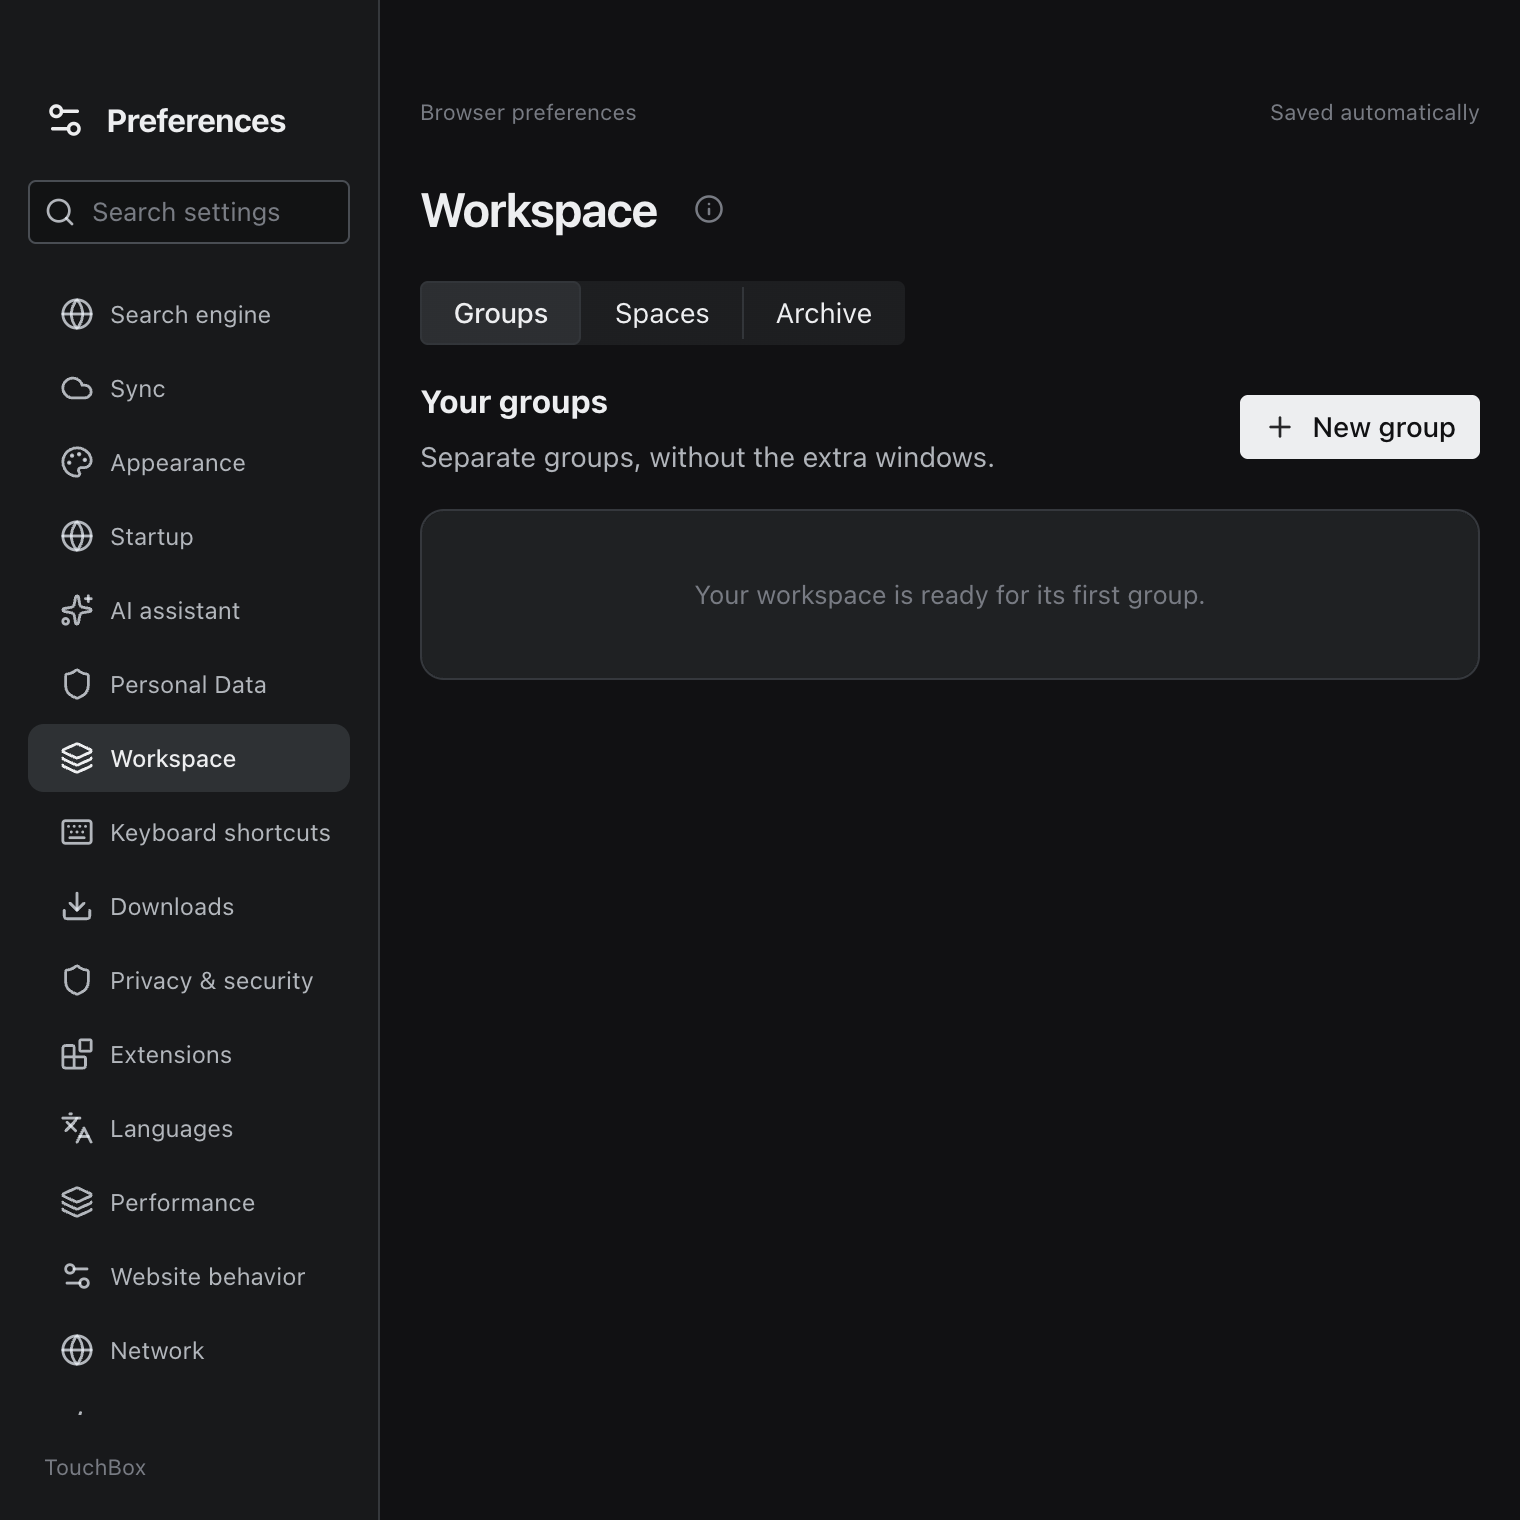 Preferences
Search settings
Search engine
Sync
Appearance
Startup
AI assistant
Personal Data
Workspace
Keyboard shortcuts
Downloads
Privacy & security
Extensions
Languages
Performance
Website behavior
Network
TouchBox
Browser preferences
Saved automatically
Workspace
Groups
Spaces
Archive
Your groups
Separate groups, without the extra windows.
New group
Your workspace is ready for its first group.